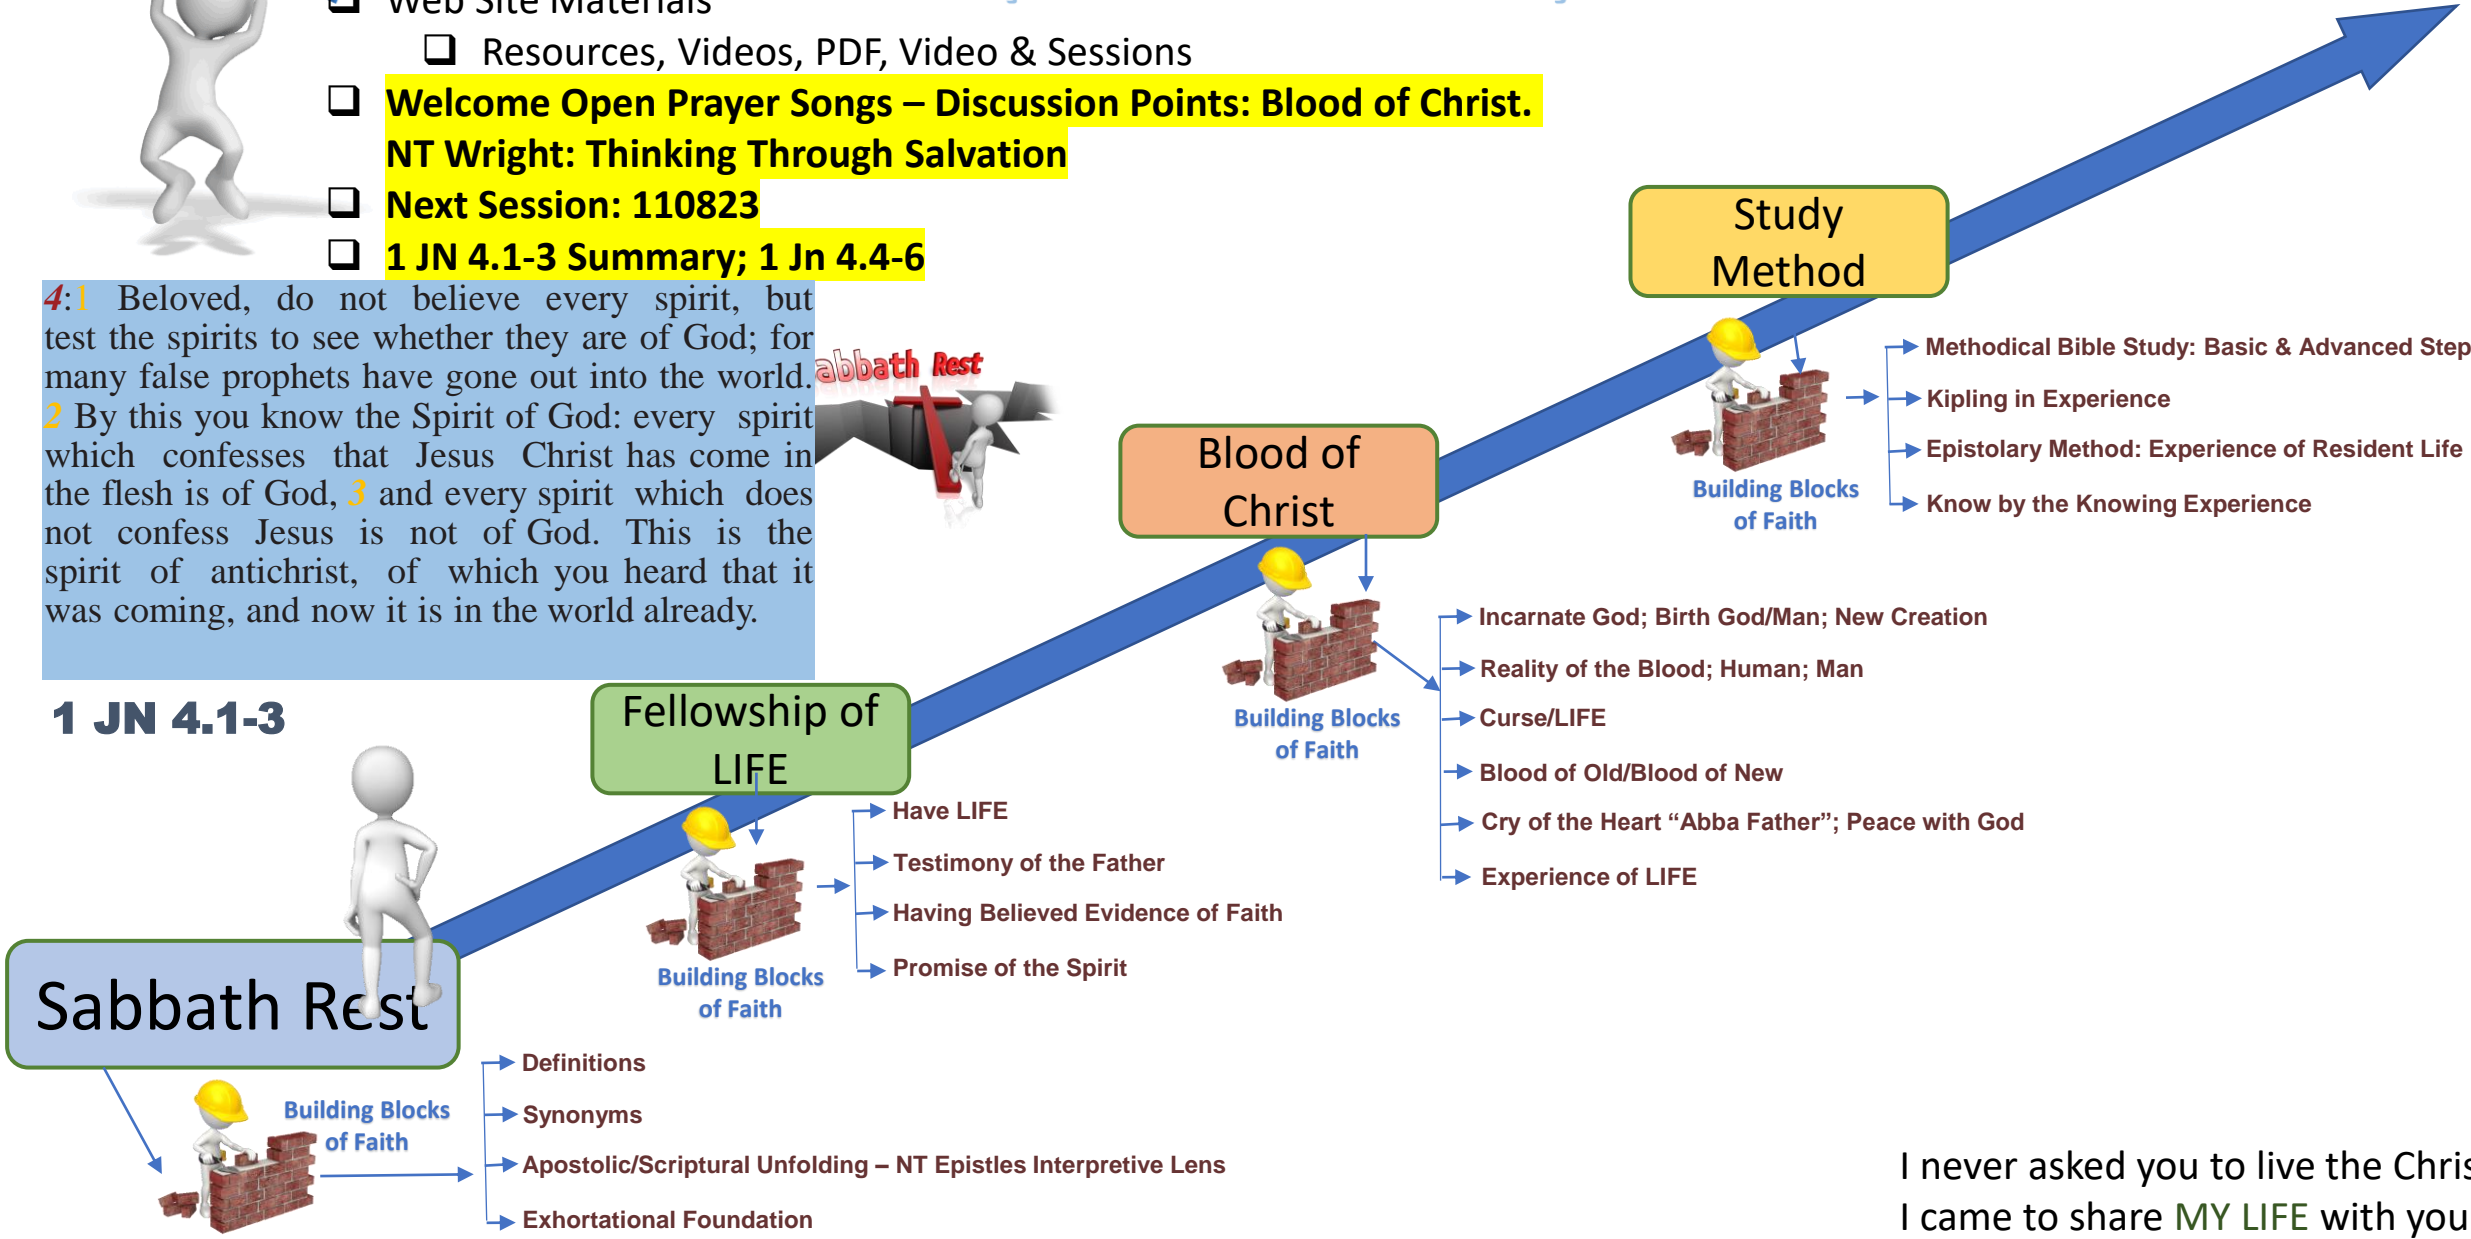 Web Site Materials
Resources, Videos, PDF, Video & Sessions
Welcome Open Prayer Songs – Discussion Points: Blood of Christ.
NT Wright: Thinking Through Salvation
Next Session: 110823
1 JN 4.1-3 Summary; 1 Jn 4.4-6
4:1 Beloved, do not believe every spirit, but
test the spirits to see whether they are of God; for
many false prophets have gone out into the world.
2 By this you know the Spirit of God: every spirit
which confesses that Jesus Christ has come in
the flesh is of God, 3 and every spirit which does
not confess Jesus is not of God. This is the
spirit of antichrist, of which you heard that it
was coming, and now it is in the world already.
abbath Rest
1 JN 4.1-3
Study
Method
Building Blocks
of Faith
Methodical Bible Study: Basic & Advanced Step
Kipling in Experience
Epistolary Method: Experience of Resident Life
Know by the Knowing Experience
Blood of
Christ
Building Blocks
of Faith
Incarnate God; Birth God/Man; New Creation
Reality of the Blood; Human; Man
Curse/LIFE
Blood of Old/Blood of New
Cry of the Heart “Abba Father”; Peace with God
Experience of LIFE
Fellowship of
LIFE
Building Blocks
of Faith
Have LIFE
Testimony of the Father
Having Believed Evidence of Faith
Promise of the Spirit
Sabbath Rest
Building Blocks
of Faith
Definitions
Synonyms
Apostolic/Scriptural Unfolding – NT Epistles Interpretive Lens
Exhortational Foundation
I never asked you to live the Chris
I came to share MY LIFE with you